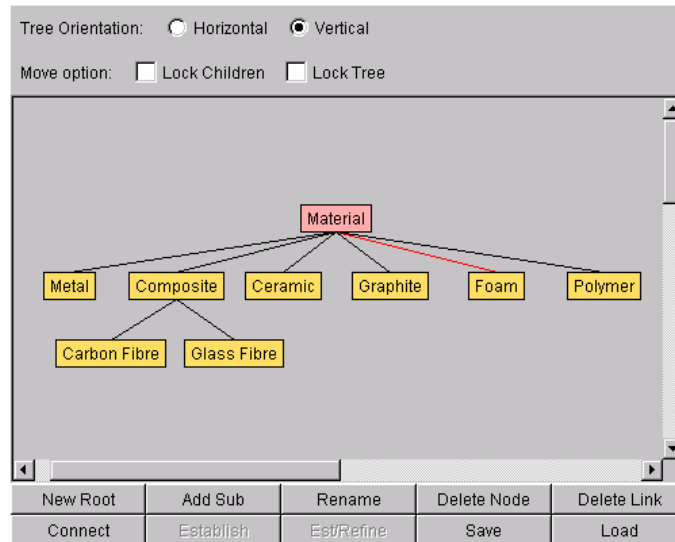 Tree Orientation: Horizontal Vertical
Move option: Lock Children Lock Tree
Material
Metal Composite Ceramic Graphite Foam Polymer
Carbon Fibre Glass Fibre
New Root Add Sub Rename Delete Node Delete Link
Connect Establish Est/Refine Save Load